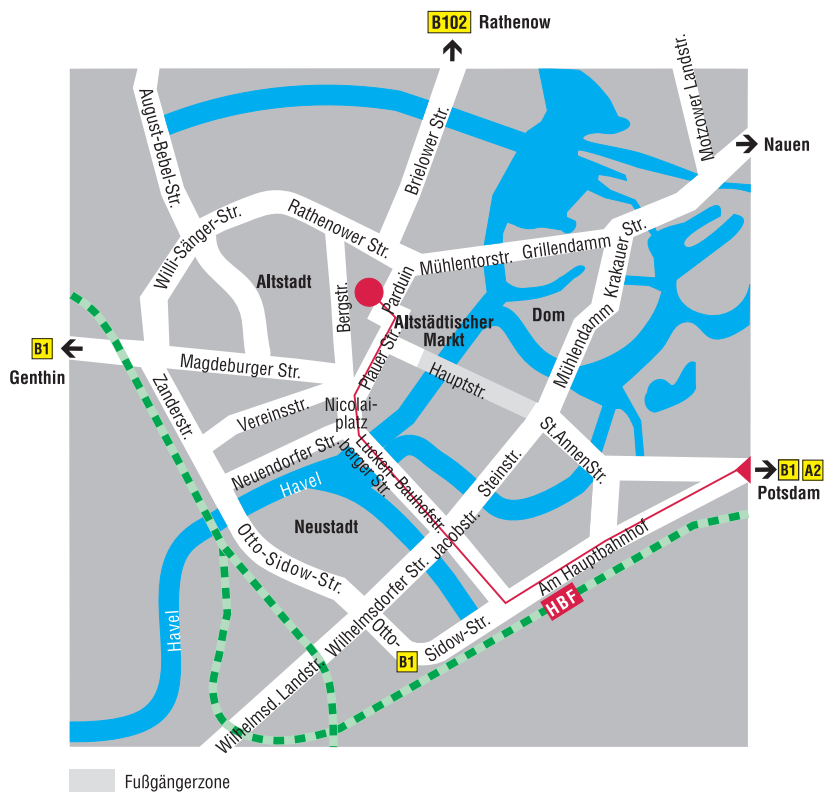 B102 Rathenow
Motzower Landstr.
August-Bebel-Str.
Brielower Str.
Nauen
Willi-Sänger-Str.
Rathenower Str.
Mühlentorstr.
Grillendamm
Krakauer Str.
Altstadt
Bergstr.
Parduin
Altstädtischer
Markt
Dom
Mühlendamm
B1
Genthin
Magdeburger Str.
Plauer Str.
Hauptstr.
Zanderstr.
Vereinsstr.
Nicolai-
platz
St.AnnenStr.
Neuendorfer Str.
Lucken-
berger Str.
Bauhofstr.
Steinstr.
B1 A2
Potsdam
Havel
Neustadt
Jacobstr.
Otto-Sidow-Str.
Am Hauptbahnhof
HBF
Havel
Wilhelmsdorfer Str.
Otto-
Sidow-Str.
B1
Wilhelmsd. Landstr.
Fußgängerzone